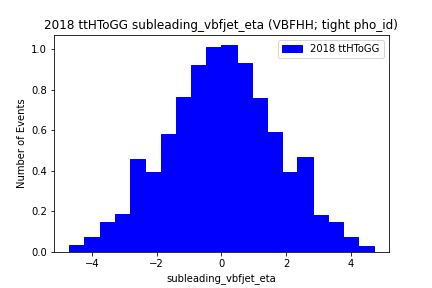 2018 ttHToGG subleading_vbfjet_eta (VBFHH; tight pho_id)
2018 ttHToGG
1.0
0.8
0.6
0.4
0.2
0.0
Number of Events
−4
−2
0
2
4
subleading_vbfjet_eta